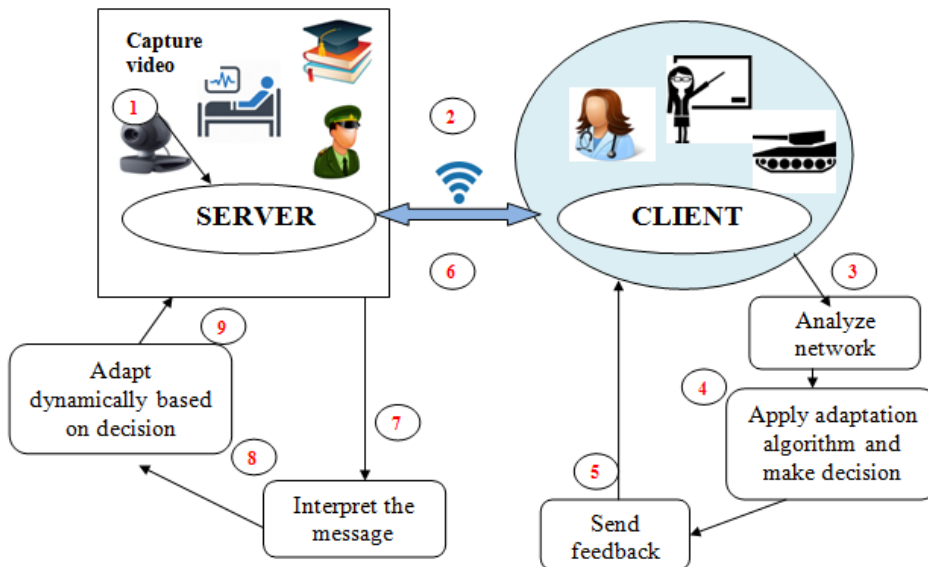 Capture
video
1
2
SERVER
CLIENT
6
3
Analyze
network
9
4
Adapt
dynamically based
on decision
7
Apply adaptation
algorithm and
make decision
8
5
Interpret the
message
Send
feedback